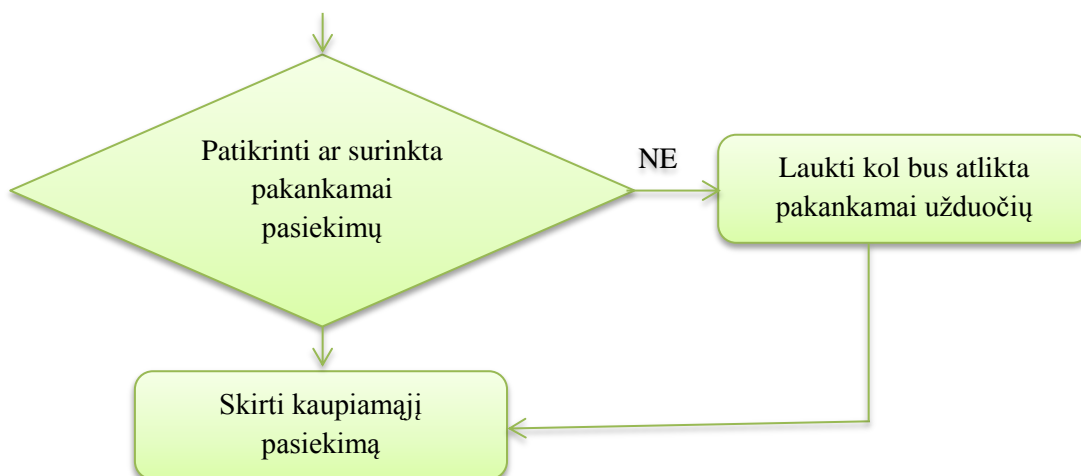 Patikrinti ar surinkta
pakankamai
pasiekimų
NE
Laukti kol bus atlikta
pakankamai užduočių
Skirti kaupiamąjį
pasiekimą